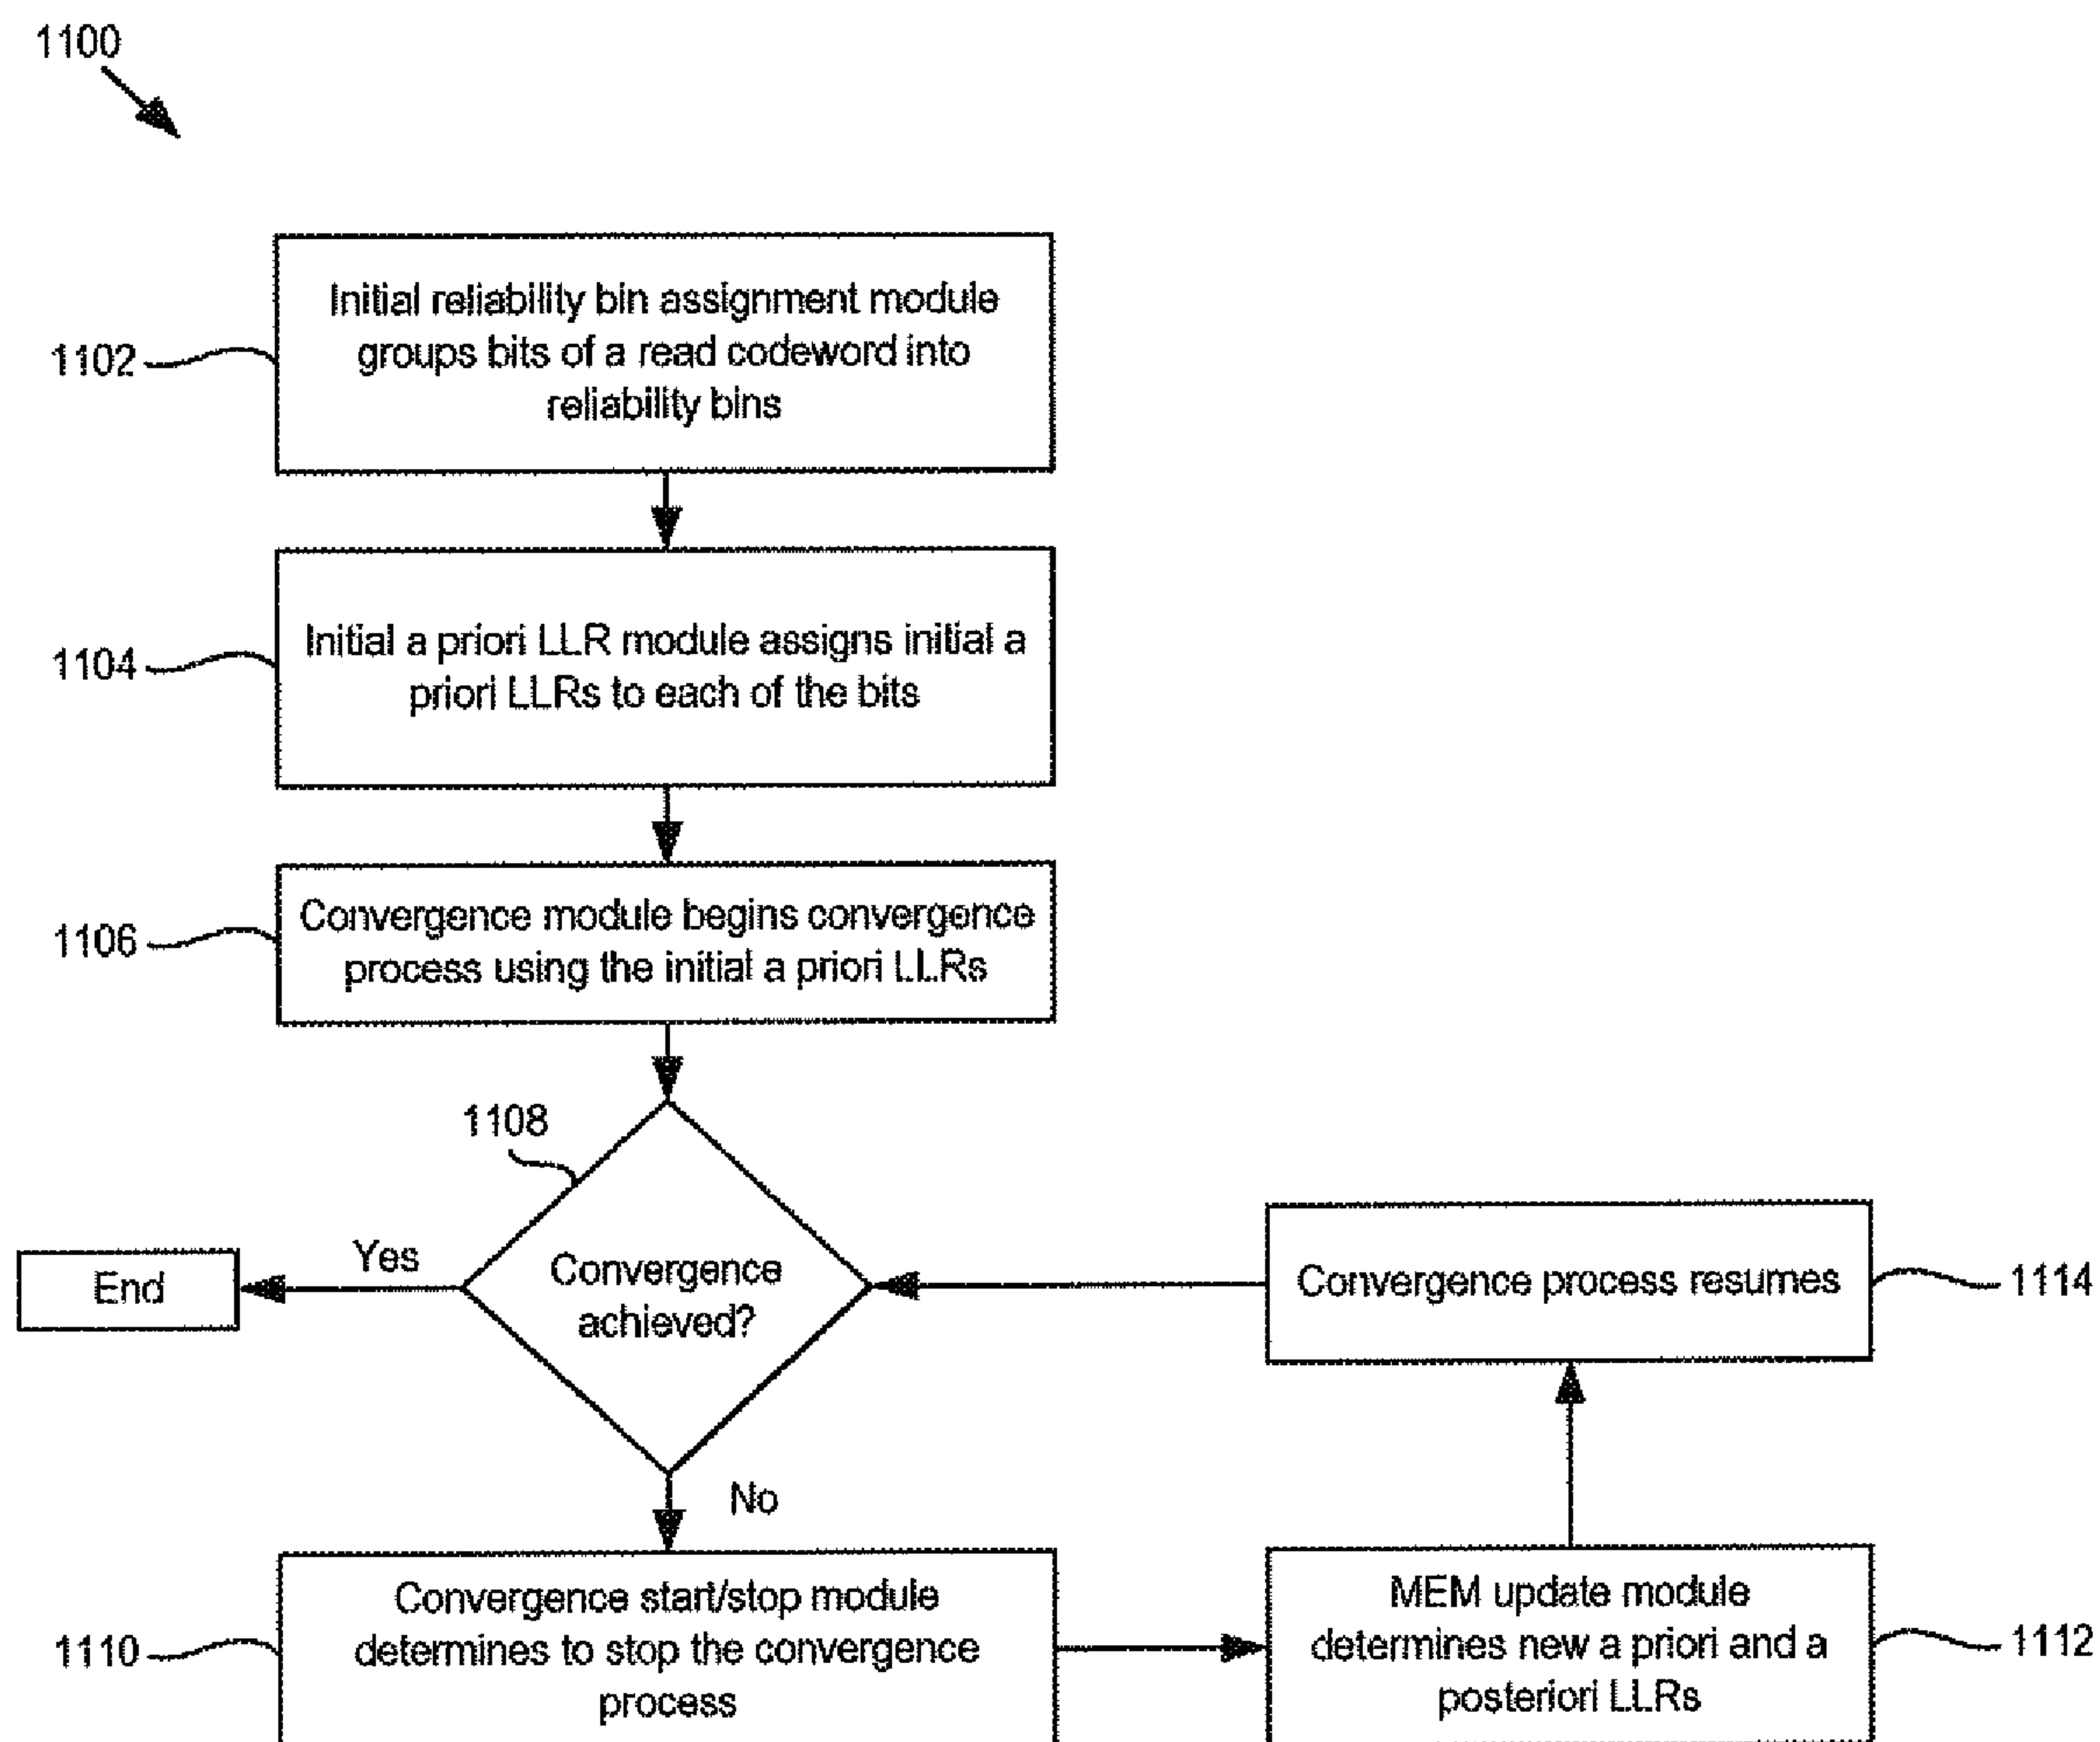 1100
Initial reliability bin assignment module
groups bits of a read codeword into
reliability bins
1102
Initial a priori LLR module assigns initial a
priori LLRs to each of the bits
1104
Convergence module begins convergence
process using the initial a priori LLRs
1106
1108
Convergence
achieved?
Yes
End
No
Convergence process resumes
1114
Convergence start/stop module
determines to stop the convergence
process
1110
MEM update module
determines new a priori and a
posteriori LLRs
1112